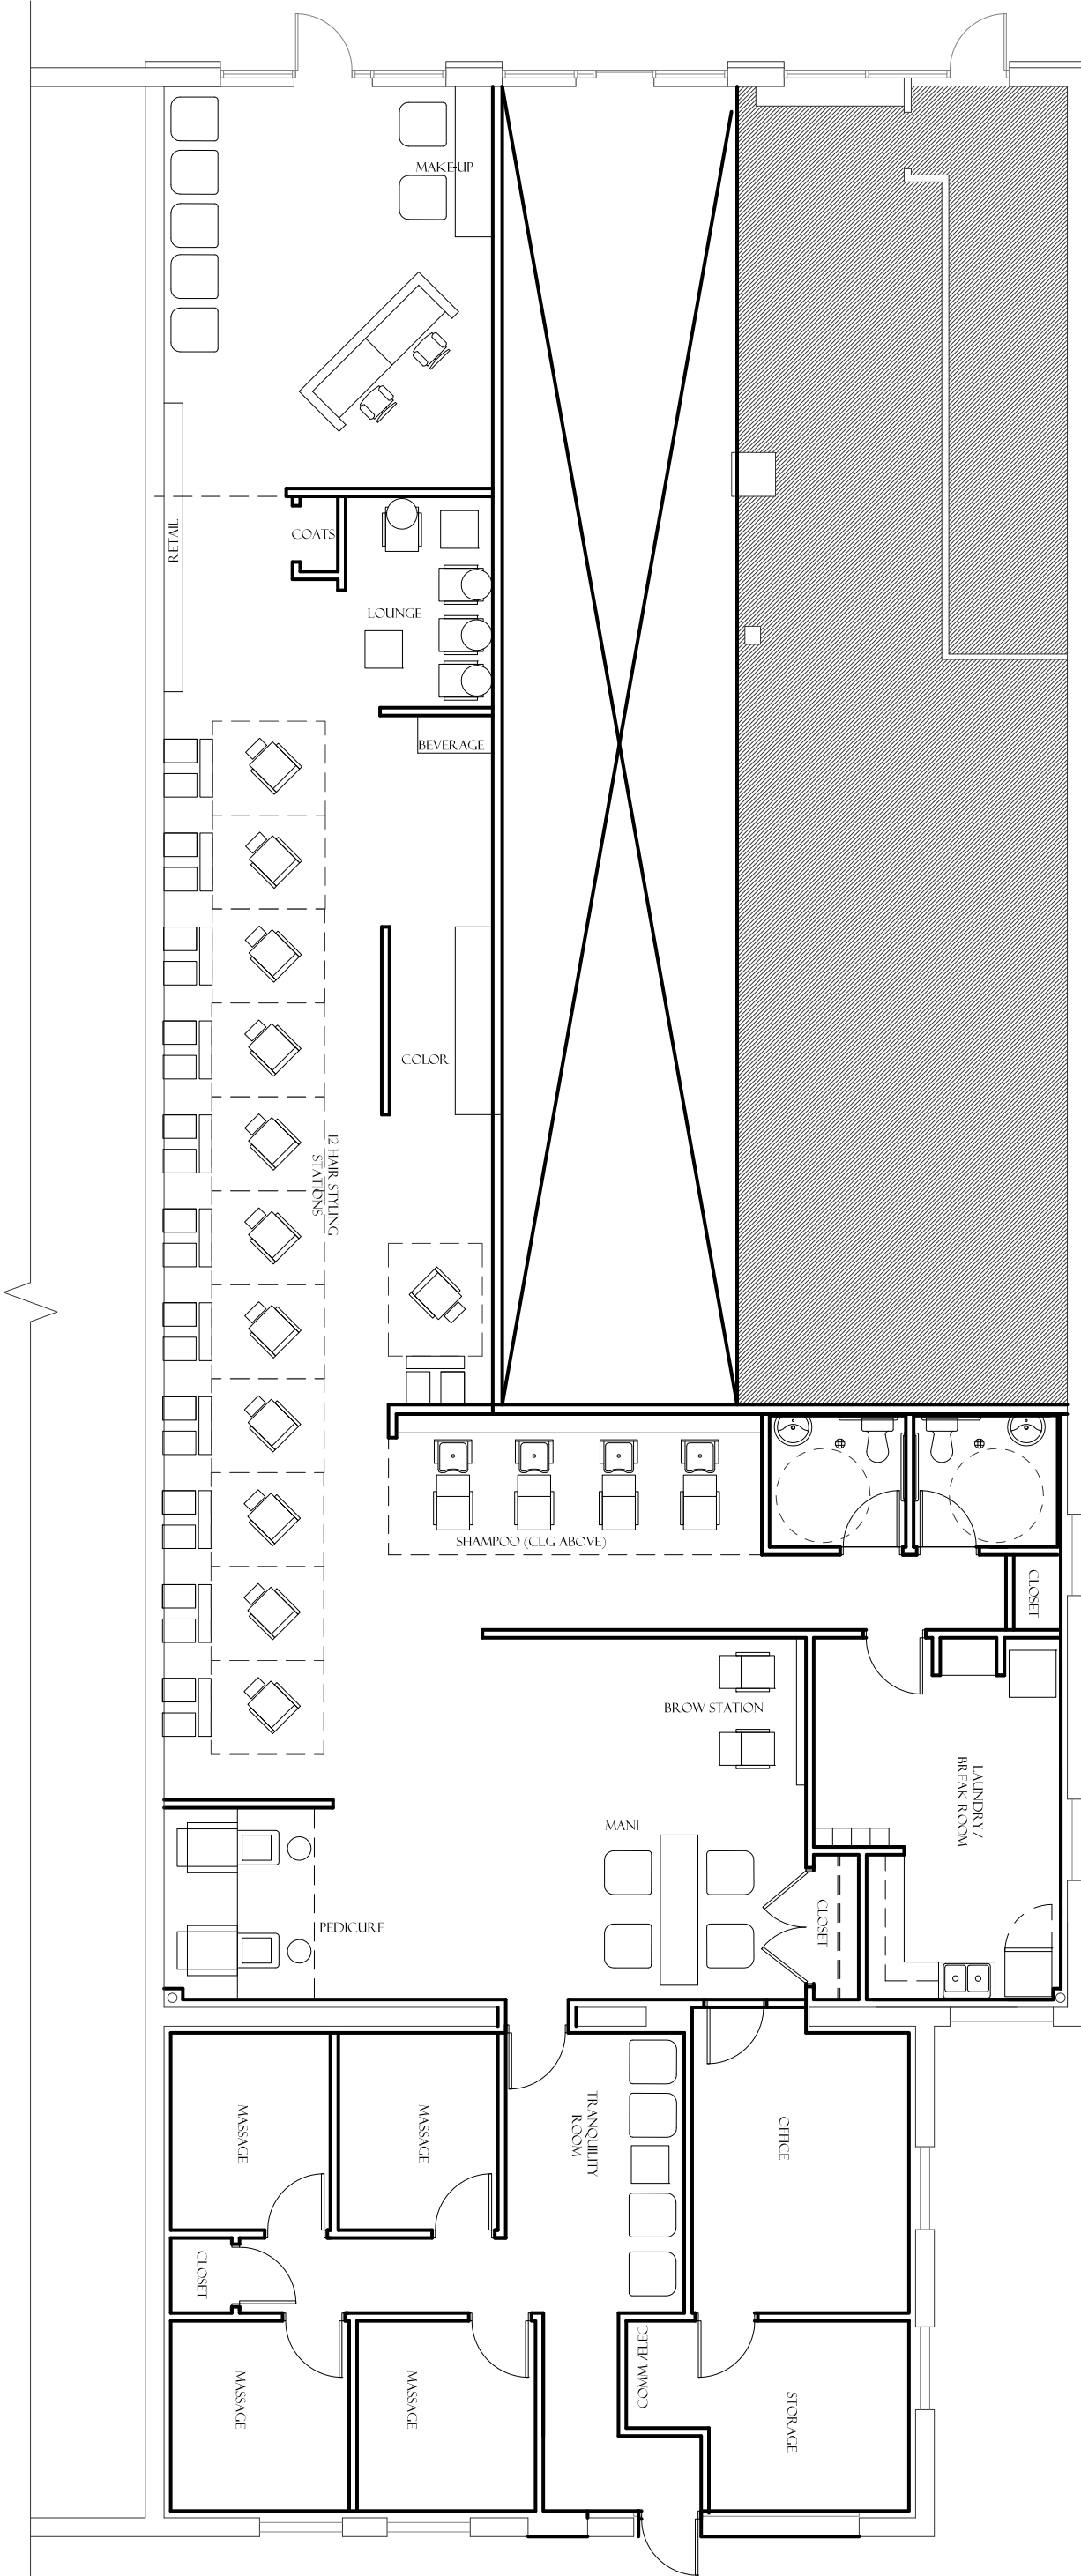 MAKE-UP
RETAIL
COATS
LOUNGE
BEVERAGE
COLOR
12 HAIR STYLING
STATIONS
SHAMPOO (CLG ABOVE)
CLOSET
BROW STATION
LAUNDRY/
BREAK ROOM
MANI
CLOSET
PEDICURE
MASSAGE
MASSAGE
TRANQUILITY
ROOM
OFFICE
CLOSET
MASSAGE
MASSAGE
COMM/ELEC
STORAGE